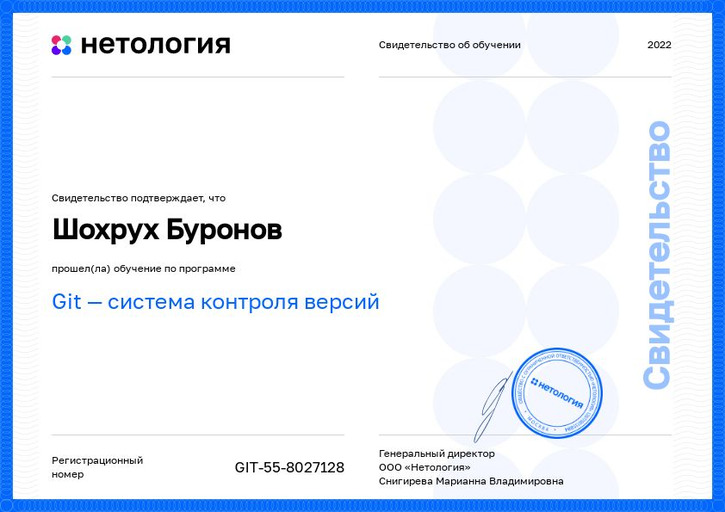 нетология
Свидетельство об обучении
2022
Свидетельство
Свидетельство подтверждает, что
Шохрух Буронов
прошел(ла) обучение по программе
Git — система контроля версий
нетология
МОСКВА
Регистрационный
номер
GIT-55-8027128
Генеральный директор
ООО «Нетология»
Снигирева Марианна Владимировна